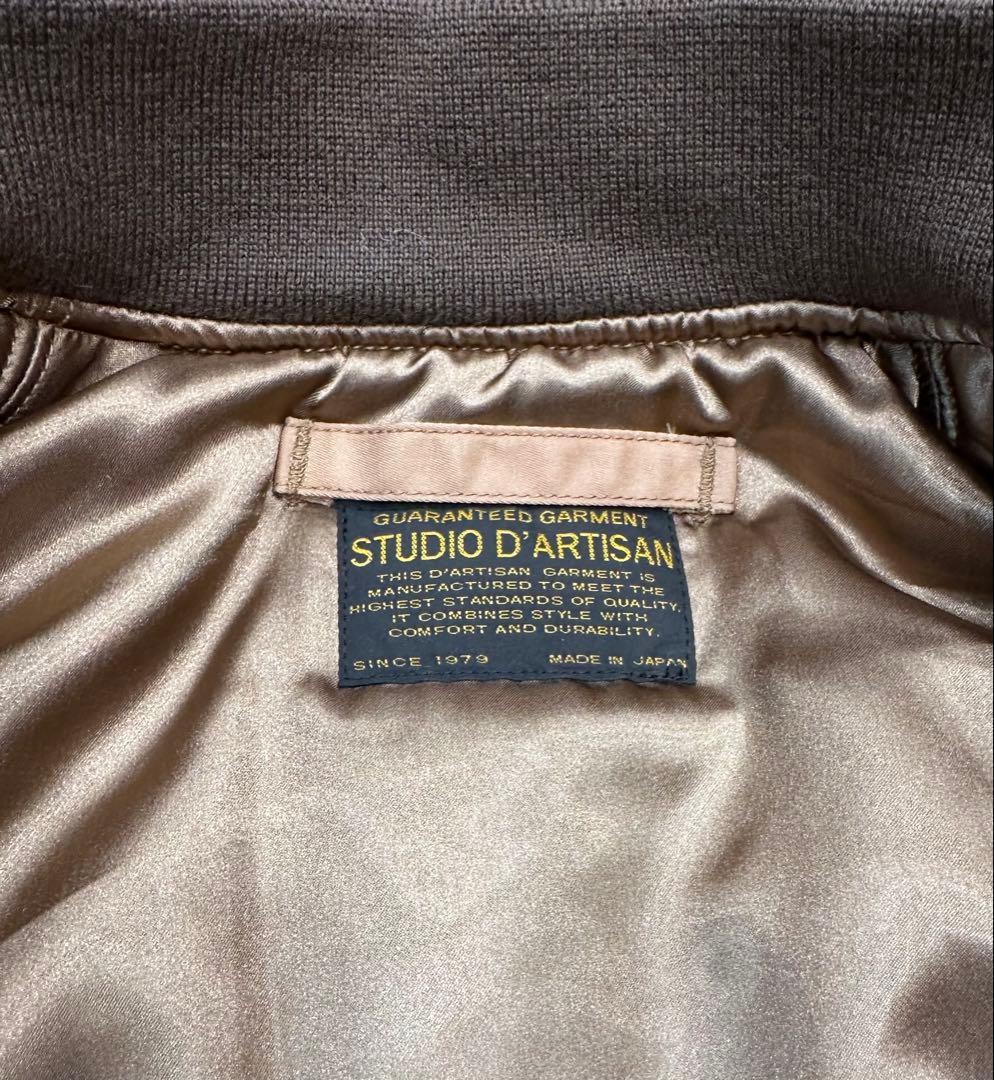 GUARANTEED GARMENT
STUDIO D'ARTISAN
THIS D'ARTISAN GARMENT IS
MANUFACTURED TO MEET THE
HIGHEST STANDARDS OF QUALITY,
IT COMBINES STYLE WITH
COMFORT AND DURABILITY.
SINCE 1979 MADE IN JAPAN